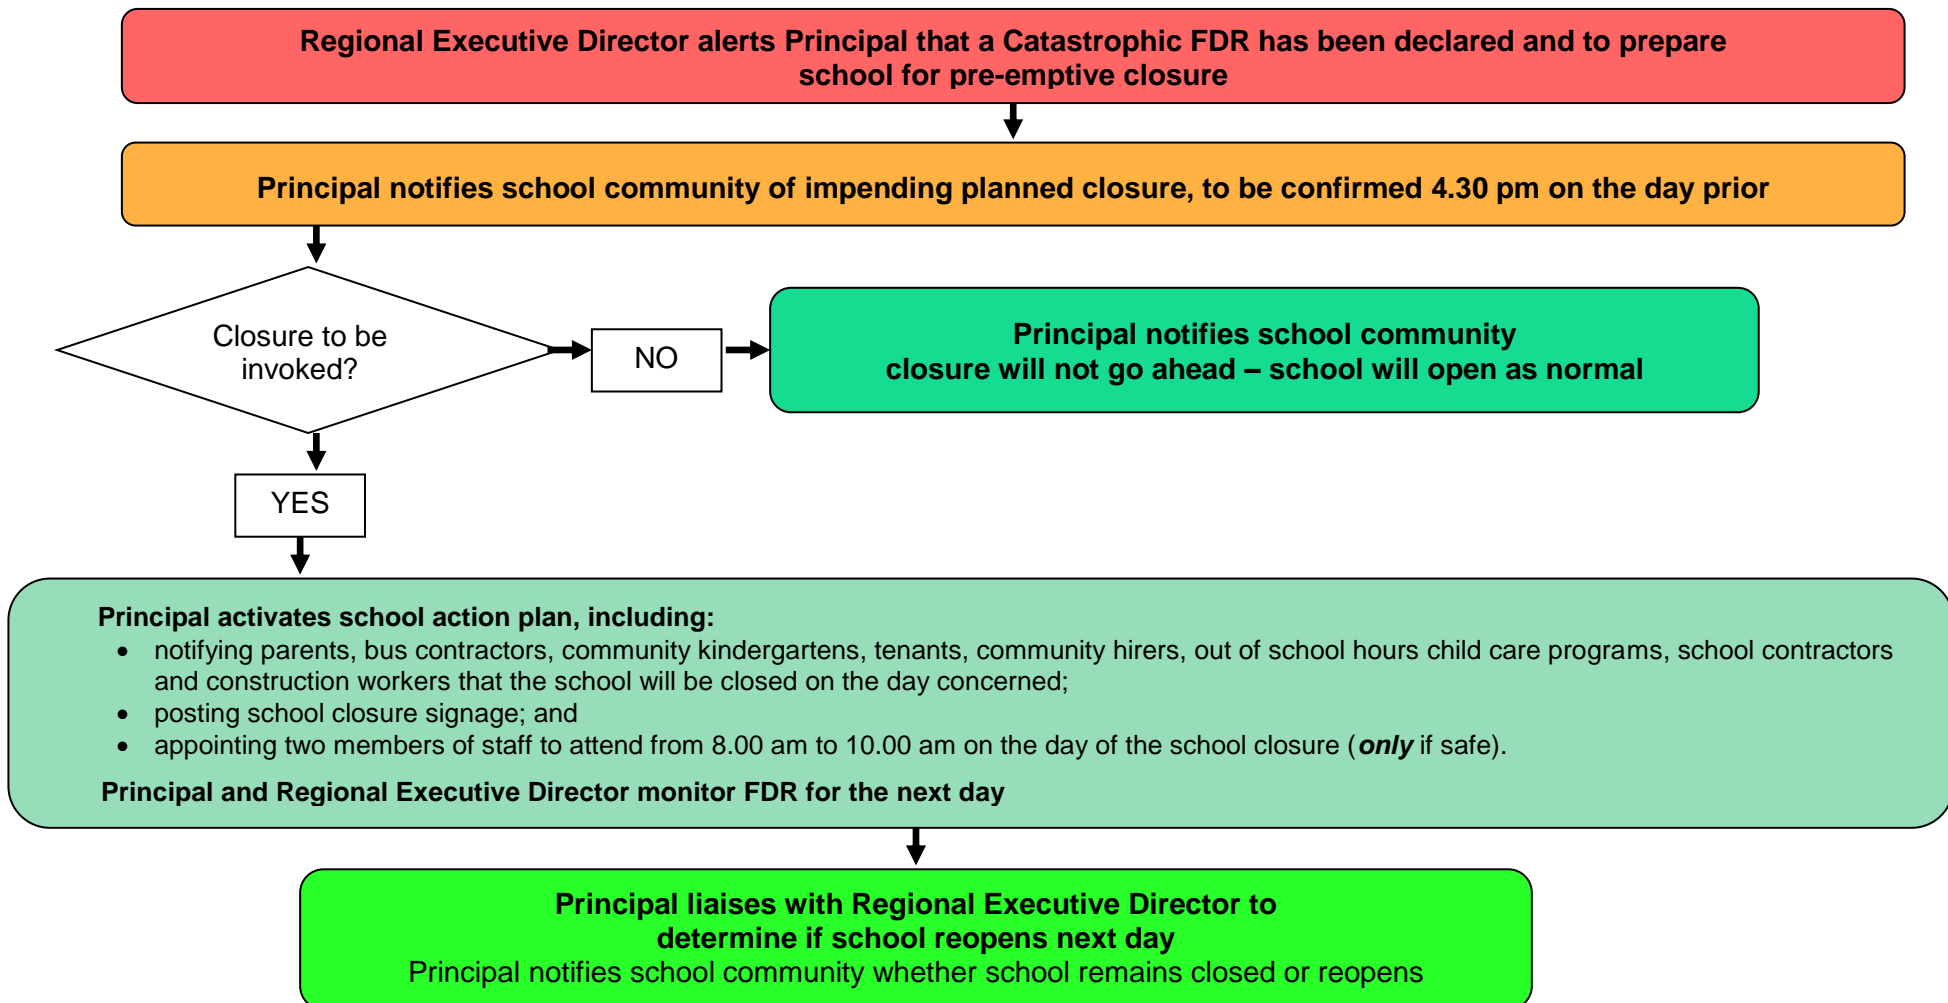 Regional Executive Director alerts Principal that a Catastrophic FDR has been declared and to prepare
school for pre-emptive closure
Principal notifies school community of impending planned closure, to be confirmed 4.30 pm on the day prior
Closure to be
invoked?
NO
Principal notifies school community
closure will not go ahead – school will open as normal
YES
Principal activates school action plan, including:
• notifying parents, bus contractors, community kindergartens, tenants, community hirers, out of school hours child care programs, school contractors
and construction workers that the school will be closed on the day concerned;
• posting school closure signage; and
• appointing two members of staff to attend from 8.00 am to 10.00 am on the day of the school closure (only if safe).
Principal and Regional Executive Director monitor FDR for the next day
Principal liaises with Regional Executive Director to
determine if school reopens next day
Principal notifies school community whether school remains closed or reopens